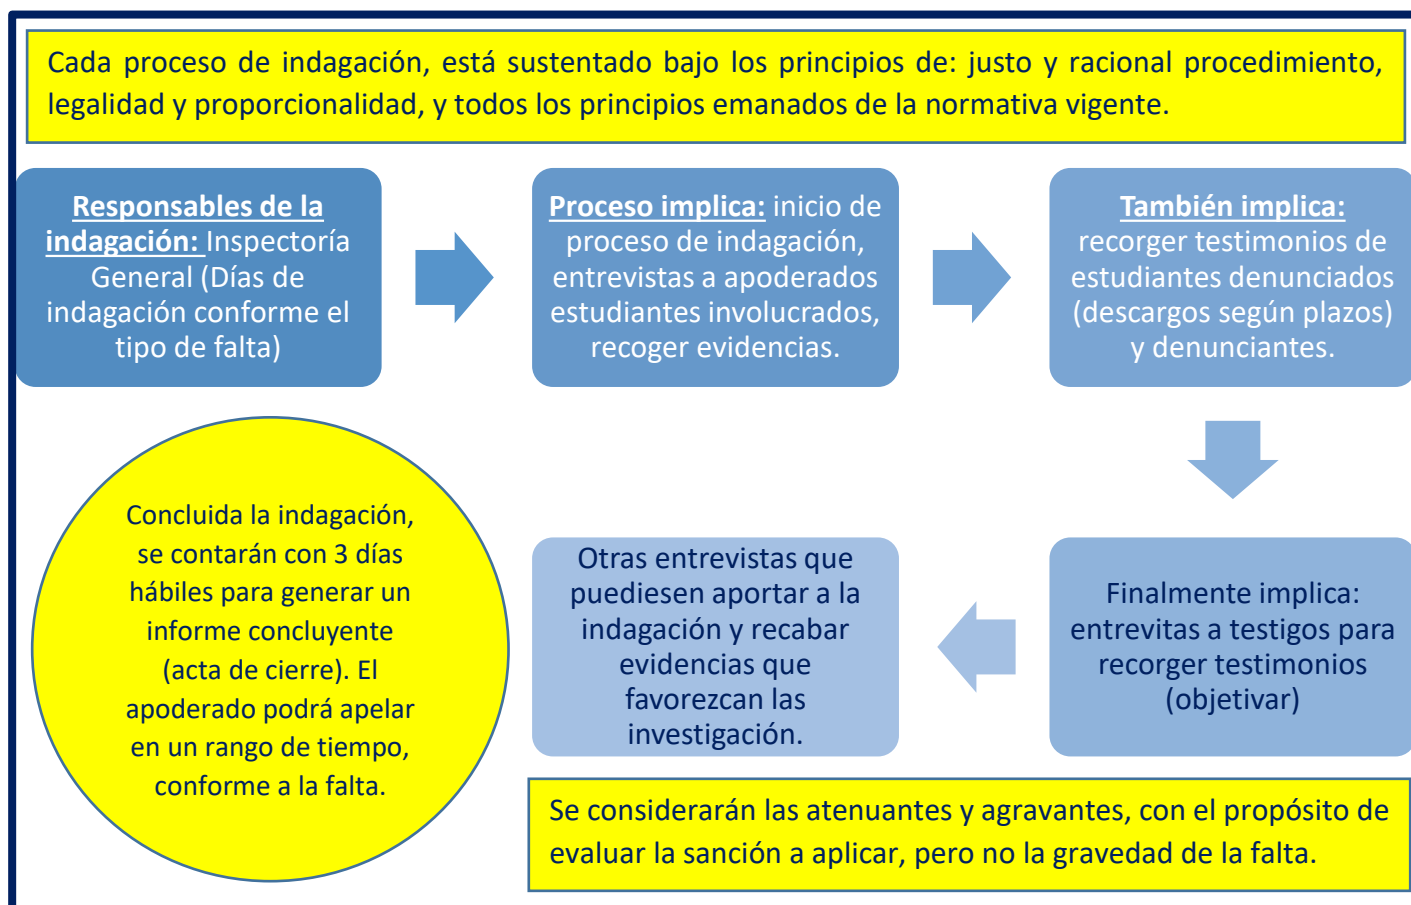 Cada proceso de indagación, está sustentado bajo los principios de: justo y racional procedimiento,
legalidad y proporcionalidad, y todos los principios emanados de la normativa vigente.
Responsables de la
indagación: Inspectoría
General (Días de
indagación conforme el
tipo de falta)
Proceso implica: inicio de
proceso de indagación,
entrevistas a apoderados
estudiantes involucrados,
recoger evidencias.
También implica:
recorger testimonios de
estudiantes denunciados
(descargos según plazos)
y denunciantes.
Finalmente implica:
entrevitas a testigos para
recorger testimonios
(objetivar)
Otras entrevistas que
puediesen aportar a la
indagación y recabar
evidencias que
favorezcan las
investigación.
Concluida la indagación,
se contarán con 3 días
hábiles para generar un
informe concluyente
(acta de cierre). El
apoderado podrá apelar
en un rango de tiempo,
conforme a la falta.
Se considerarán las atenuantes y agravantes, con el propósito de
evaluar la sanción a aplicar, pero no la gravedad de la falta.